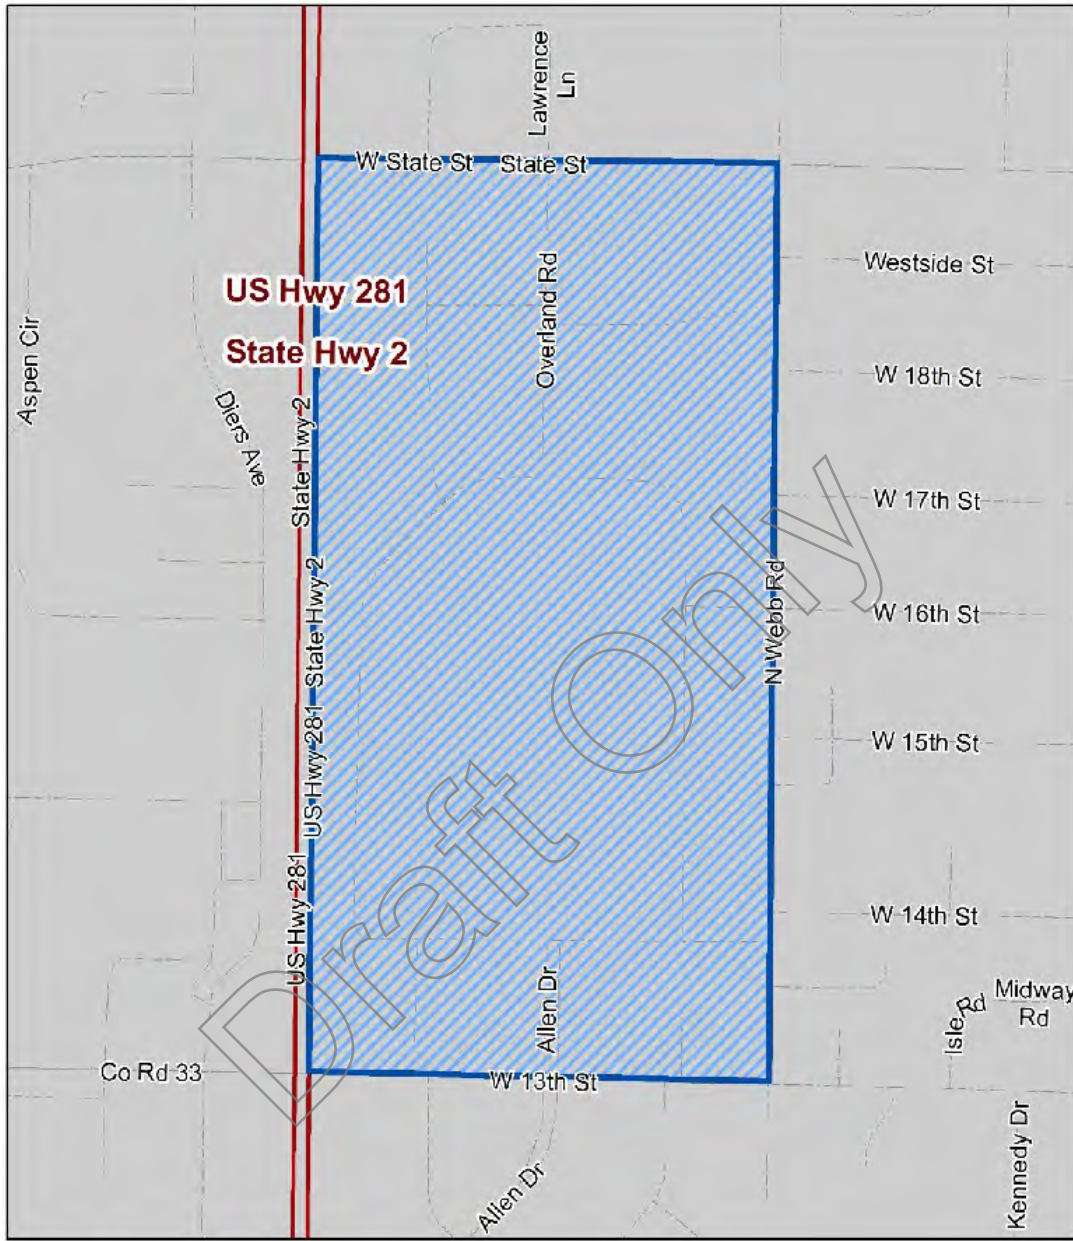 Lawrence
Ln
W State St
State St
Westside St
US Hwy 281
Overland Rd
State Hwy 2
Aspen Cir
W 18th St
Diers Ave
State Hwy 2
W 17th St
State Hwy 2
N Webb Rd
W 16th St
US Hwy 281
W 15th St
Draft Only
US Hwy 281
W 14th St
Allen Dr
Isle Rd
Midway
Rd
Co Rd 33
W 13th St
Allen Dr
Kennedy Dr